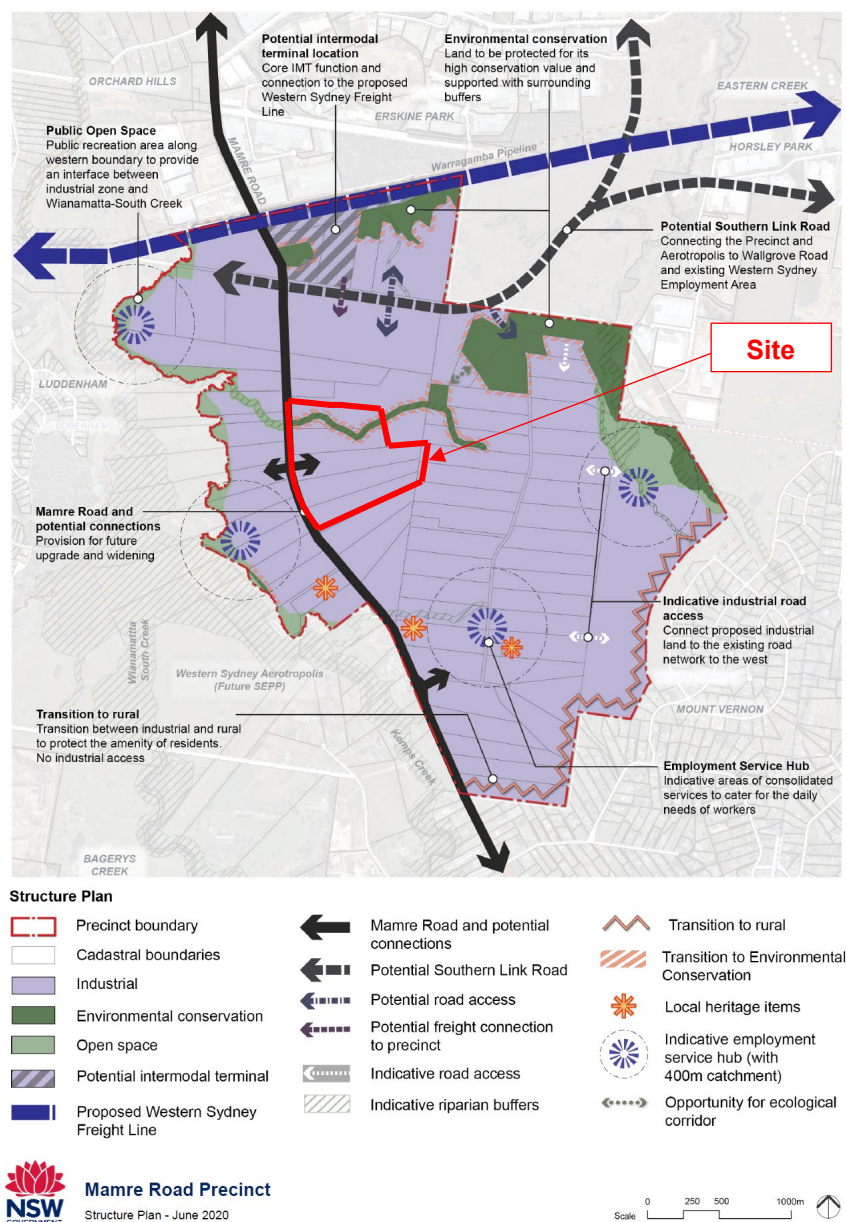 Potential intermodal
terminal location
Core IMT function and
connection to the proposed
Western Sydney Freight
Line
Environmental conservation
Land to be protected for its
high conservation value and
supported with surrounding
buffers
ORCHARD HILLS
EASTERN CREEK
ERSKINE PARK
Public Open Space
Public recreation area along
western boundary to provide
an interface between
industrial zone and
Wianamatta-South Creek
MAMRE ROAD
Warragamba Pipeline
HORSLEY PARK
Potential Southern Link Road
Connecting the Precinct and
Aerotropolis to Wallgrove Road
and existing Western Sydney
Employment Area
Site
LUDDENHAM
LUDDENHAM
Mamre Road and
potential connections
Provision for future
upgrade and widening
Indicative industrial road
access
Connect proposed industrial
land to the existing road
network to the west
Wianamattta
South Creek
Western Sydney Aerotropolis
(Future SEPP)
MOUNT VERNON
Transition to rural
Transition between industrial and rural
to protect the amenity of residents.
No industrial access
Kemps Creek
Employment Service Hub
Indicative areas of consolidated
services to cater for the daily
needs of workers
BAGERYS
CREEK
Structure Plan
Precinct boundary
Cadastral boundaries
Industrial
Environmental conservation
Open space
Potential intermodal terminal
Proposed Western Sydney
Freight Line
Mamre Road and potential
connections
Potential Southern Link Road
Potential road access
Potential freight connection
to precinct
Indicative road access
Indicative riparian buffers
Transition to rural
Transition to Environmental
Conservation
Local heritage items
Indicative employment
service hub (with
400m catchment)
Opportunity for ecological
corridor
NSW
GOVERNMENT
Mamre Road Precinct
Structure Plan - June 2020
Scale 0 250 500 1000m